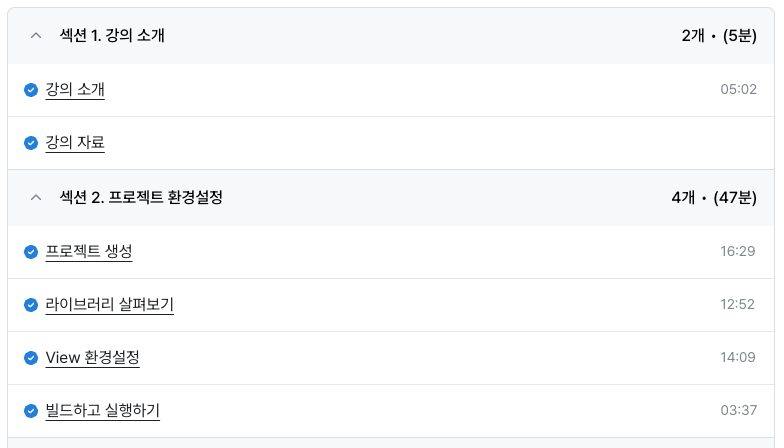 섹션 1. 강의 소개 2개 • (5분)
강의 소개 05:02
강의 자료
섹션 2. 프로젝트 환경설정 4개 • (47분)
프로젝트 생성 16:29
라이브러리 살펴보기 12:52
View 환경설정 14:09
빌드하고 실행하기 03:37